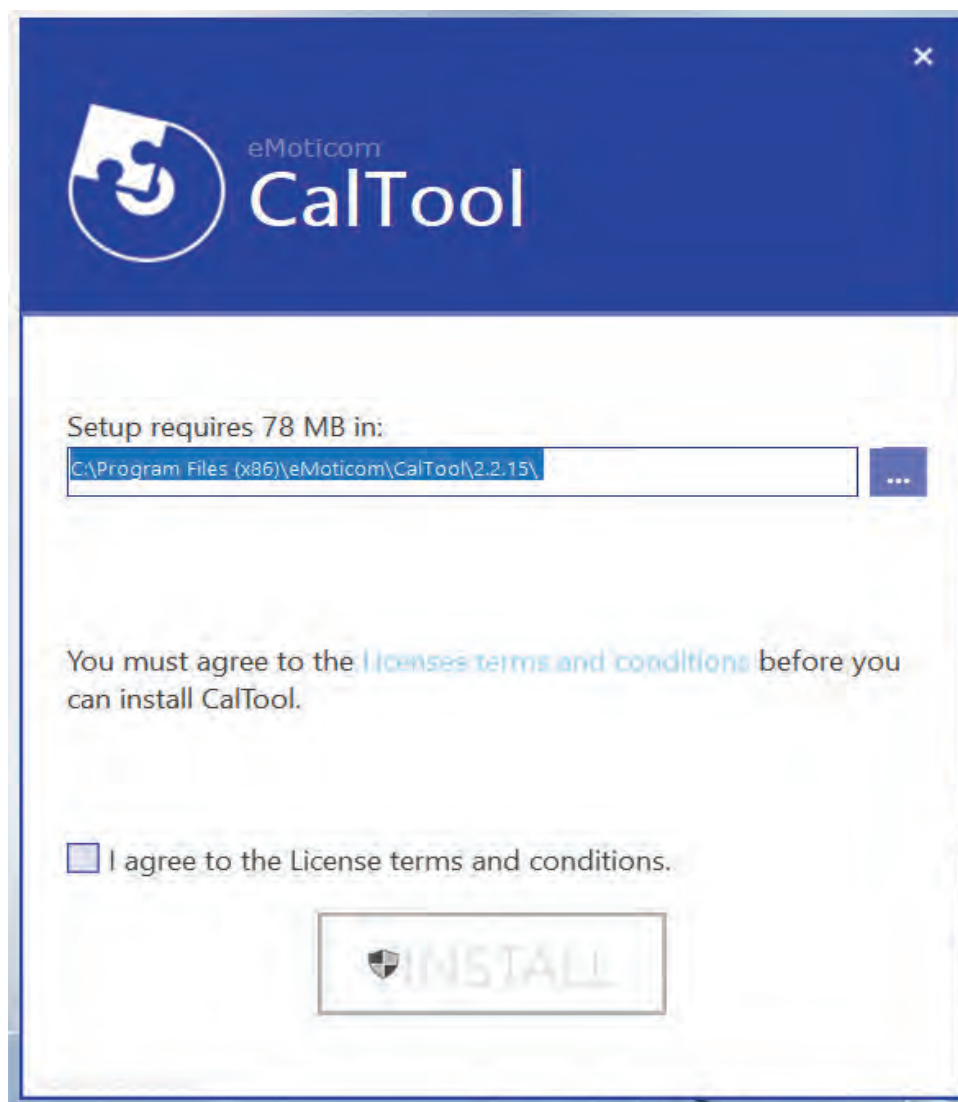 eMoticom
CalTool
Setup requires 78 MB in:
C:\Program Files (x86)\eMoticom\CalTool\2.2.15\
...
You must agree to the Licenses terms and conditions before you
can install CalTool.
I agree to the License terms and conditions.
INSTALL